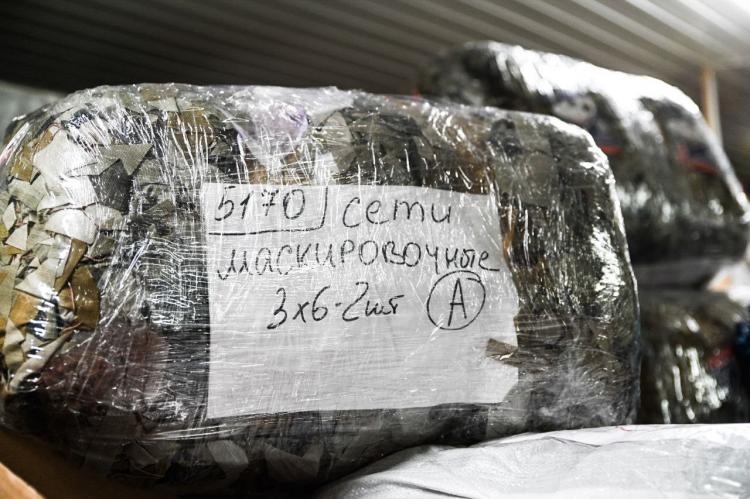 5170 сети
маскировочные
3х6-2шт А